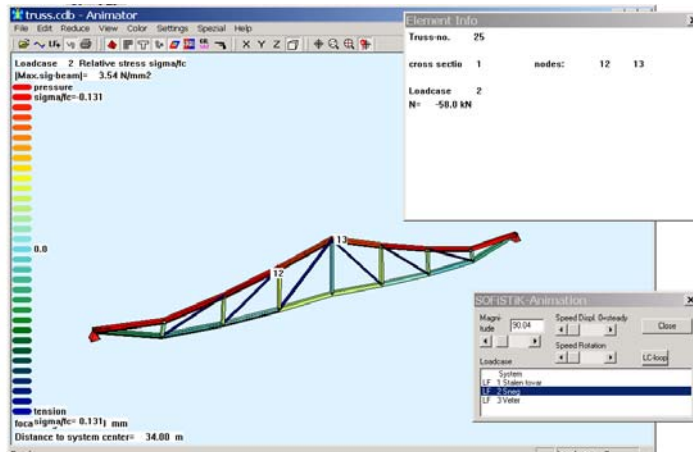 truss.cdb - Animator
File Edit Reduce Volume Color Settings Spezial Help
X Y Z
Loadcase 2 Relative stress sigma/fc
|Max.sig-beam|= 3.54 N/mm2
pressure
sigma/fc=-0.131
0.0
tension
sigma/fc= 0.131
mm
Distance to system center= 34.00 m
12
13
Element Info
Truss-no. 25
cross sectio 1 nodes: 12 13
Loadcase 2
N= -58.0 kN
SOFiSTiK-Animation
Magni-
tude 90.04
Speed Displ. 0=steady
Close
Speed Rotation
LC-loop
Loadcase
System
LF 1 Stalen tovar
LF 2 Sneg
LF 3 Veter